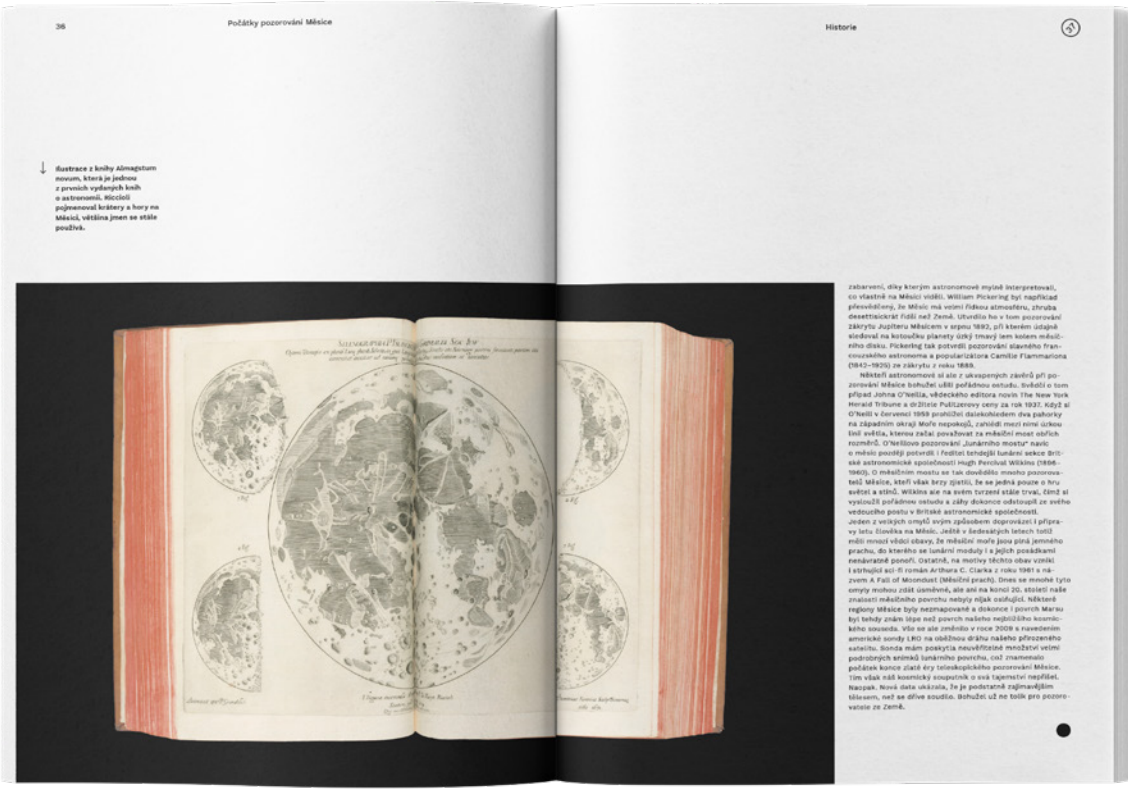 36
Počátky pozorování Měsíce
Historie
37
Ilustrace z knihy Almagstum
novum, která je jednou
z prvních vydaných knih
o astronomii. Riccioli
pojmenoval krátery a hory na
Měsíci, většina jmen se stále
používá.
zabarvení, díky kterým astronomové mylně interpretovali,
co vlastně na Měsíci viděli. William Pickering byl například
přesvědčený, že Měsíc má velmi řídkou atmosféru, zhruba
desettisíckrát řidší než Země. Utvrdilo ho v tom pozorování
zákrytu Jupiteru Měsícem v srpnu 1892, při kterém údajně
sledoval na kotoučku planety úzký tmavý lem kolem měsíč-
ního disku. Pickering tak potvrdil pozorování slavného fran-
couzského astronoma a popularizátora Camille Flammariona
(1842–1925) ze zákrytu z roku 1889.
Někteří astronomové si ale z ukvapených závěrů při po-
zorování Měsíce bohužel ušili pořádnou ostudu. Svědčí o tom
případ Johna O’Neilla, vědeckého editora novin The New York
Herald Tribune a držitele Pulitzerovy ceny za rok 1937. Když si
O’Neill v červenci 1953 prohlížel dalekohledem dva pahorky
na západním okraji Moře nepokojů, zahlédl mezi nimi úzkou
linii světla, kterou začal považovat za měsíční most obřích
rozměrů. O’Neillovo pozorování „lunárního mostu“ navíc
o měsíc později potvrdil i ředitel tehdejší lunární sekce Brit-
ské astronomické společnosti Hugh Percival Wilkins (1896–
1960). O měsíčním mostu se tak dovědělo mnoho pozorova-
telů Měsíce, kteří však brzy zjistili, že se jedná pouze o hru
světel a stínů. Wilkins ale na svém tvrzení stále trval, čímž si
vysloužil pořádnou ostudu a záhy dokonce odstoupil ze svého
vedoucího postu v Britské astronomické společnosti.
Jeden z velkých omylů svým způsobem doprovázel i přípra-
vy letu člověka na Měsíc. Ještě v šedesátých letech totiž
měli mnozí vědci obavy, že měsíční moře jsou plná jemného
prachu, do kterého se lunární moduly i s jejich posádkami
nenávratně ponoří. Ostatně, na motivy těchto obav vznikl
i strhující sci-fi román Arthura C. Clarka z roku 1961 s ná-
zvem A Fall of Moondust (Měsíční prach). Dnes se mnohé tyto
omyly mohou zdát úsměvné, ale ani na konci 20. století naše
znalosti měsíčního povrchu nebyly nijak oslňující. Některé
regiony Měsíce byly nezmapované a dokonce i povrch Marsu
byl tehdy znám lépe než povrch našeho nejbližšího kosmic-
kého souseda. Vše se ale změnilo v roce 2009 s navedením
americké sondy LRO na oběžnou dráhu našeho přirozeného
satelitu. Sonda nám poskytla neuvěřitelné množství velmi
podrobných snímků lunárního povrchu, což znamenalo
počátek konce zlaté éry teleskopického pozorování Měsíce.
Tím však náš kosmický souputník o svá tajemství nepřišel.
Naopak. Nová data ukázala, že je podstatně zajímavějším
tělesem, než se dříve soudilo. Bohužel už ne tolik pro pozoro-
vatele ze Země.